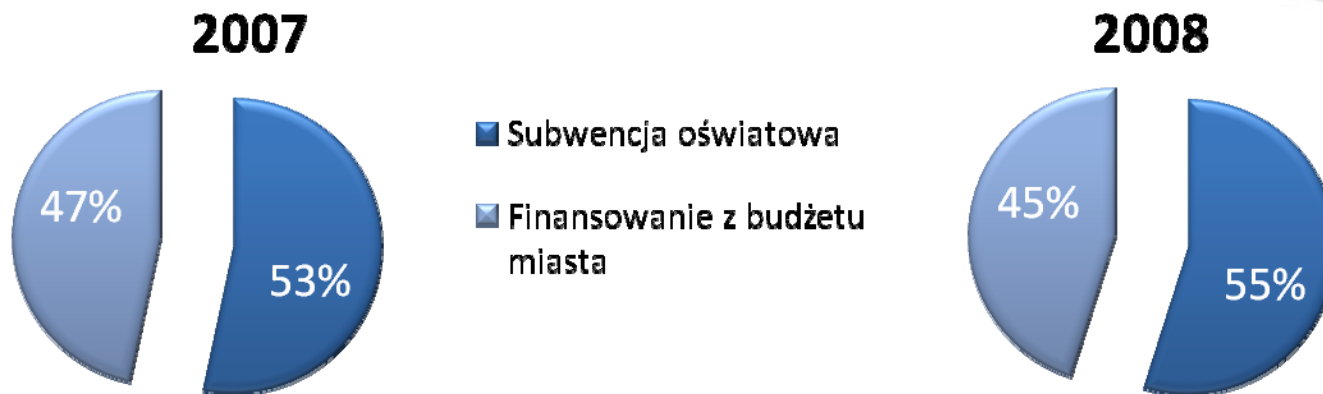 2007
47%
53%
Subwencja oświatowa
Finansowanie z budżetu
miasta
2008
45%
55%